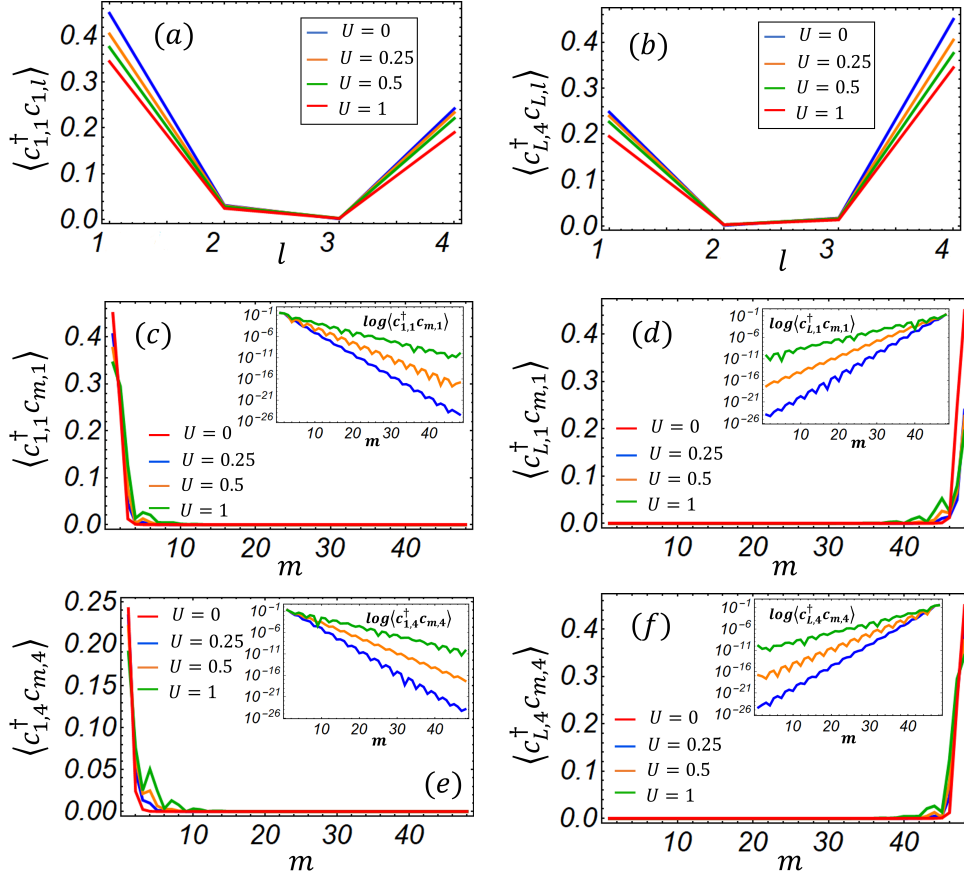 (a)
⟨c†1,1 c1,l⟩
0.4
0.3
0.2
0.1
0.0
U = 0
U = 0.25
U = 0.5
U = 1
1 2 3 4
l
(b)
⟨c†L,4 cL,l⟩
0.4
0.3
0.2
0.1
0.0
U = 0
U = 0.25
U = 0.5
U = 1
1 2 3 4
l
(c)
⟨c†1,1 cm,1⟩
0.4
0.3
0.2
0.1
0.0
log⟨c†1,1 cm,1⟩
10^-1
10^-6
10^-11
10^-16
10^-21
10^-26
10 20 30 40
m
U = 0
U = 0.25
U = 0.5
U = 1
10 20 30 40
m
(d)
⟨c†L,1 cm,1⟩
0.4
0.3
0.2
0.1
0.0
log⟨c†L,1 cm,1⟩
10^-1
10^-6
10^-11
10^-16
10^-21
10^-26
10 20 30 40
m
U = 0
U = 0.25
U = 0.5
U = 1
10 20 30 40
m
(e)
⟨c†1,4 cm,4⟩
0.25
0.20
0.15
0.10
0.05
0.00
U = 0
U = 0.25
U = 0.5
U = 1
log⟨c†1,4 cm,4⟩
10^-1
10^-6
10^-11
10^-16
10^-21
10^-26
10 20 30 40
m
10 20 30 40
m
(f)
⟨c†L,4 cm,4⟩
0.4
0.3
0.2
0.1
0.0
log⟨c†L,4 cm,4⟩
10^-1
10^-6
10^-11
10^-16
10^-21
10^-26
10 20 30 40
m
U = 0
U = 0.25
U = 0.5
U = 1
10 20 30 40
m